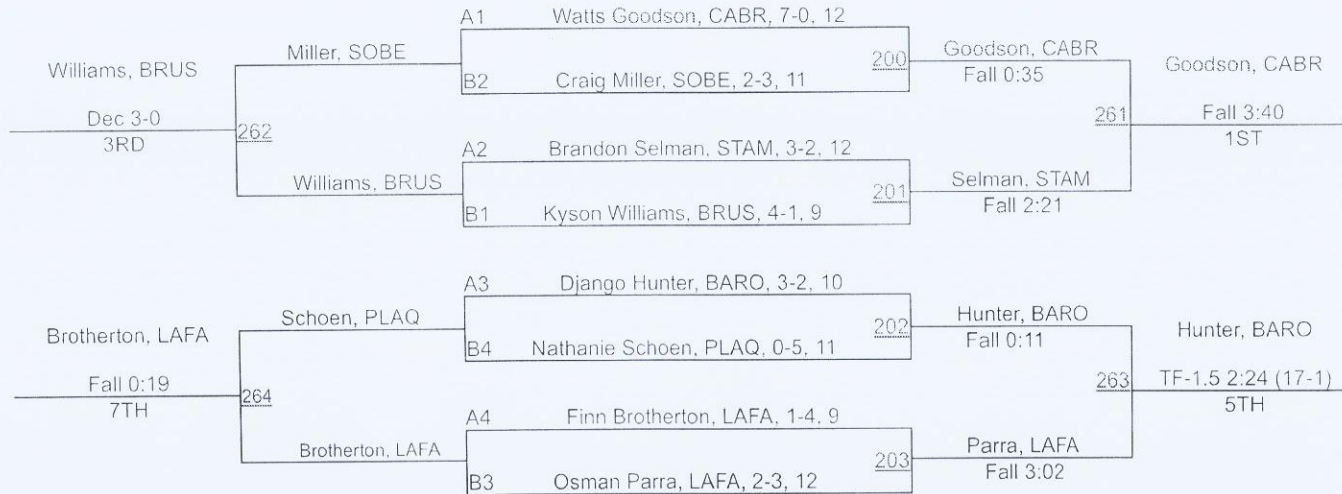 A1 Watts Goodson, CABR, 7-0, 12
Miller, SOBE
200
Goodson, CABR
Fall 0:35
B2 Craig Miller, SOBE, 2-3, 11
Williams, BRUS
Dec 3-0
3RD
262
261
Goodson, CABR
Fall 3:40
1ST
A2 Brandon Selman, STAM, 3-2, 12
Williams, BRUS
201
Selman, STAM
Fall 2:21
B1 Kyson Williams, BRUS, 4-1, 9
A3 Django Hunter, BARO, 3-2, 10
Schoen, PLAQ
202
Hunter, BARO
Fall 0:11
B4 Nathanie Schoen, PLAQ, 0-5, 11
Brotherton, LAFA
Fall 0:19
7TH
264
263
Hunter, BARO
TF-1.5 2:24 (17-1)
5TH
A4 Finn Brotherton, LAFA, 1-4, 9
Brotherton, LAFA
203
Parra, LAFA
Fall 3:02
B3 Osman Parra, LAFA, 2-3, 12